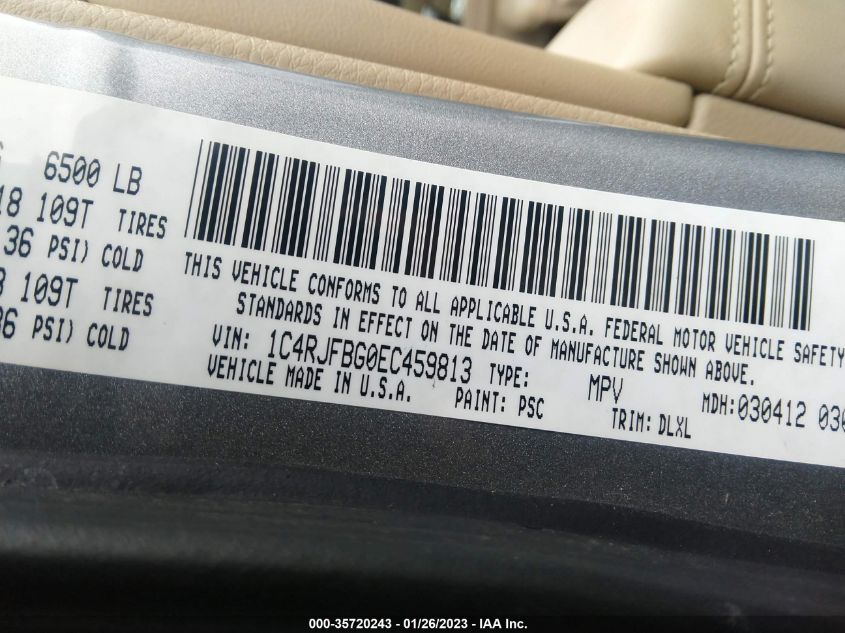 6500 LB
18 109T TIRES
36 PSI) COLD
109T TIRES
36 PSI) COLD
THIS VEHICLE CONFORMS TO ALL APPLICABLE U.S.A. FEDERAL MOTOR VEHICLE SAFETY
STANDARDS IN EFFECT ON THE DATE OF MANUFACTURE SHOWN ABOVE.
VIN: 1C4RJFBG0EC459813 TYPE: MPV MDH:030412 030
VEHICLE MADE IN U.S.A. PAINT: PSC TRIM: DLXL
000-35720243 - 01/26/2023 - IAA Inc.